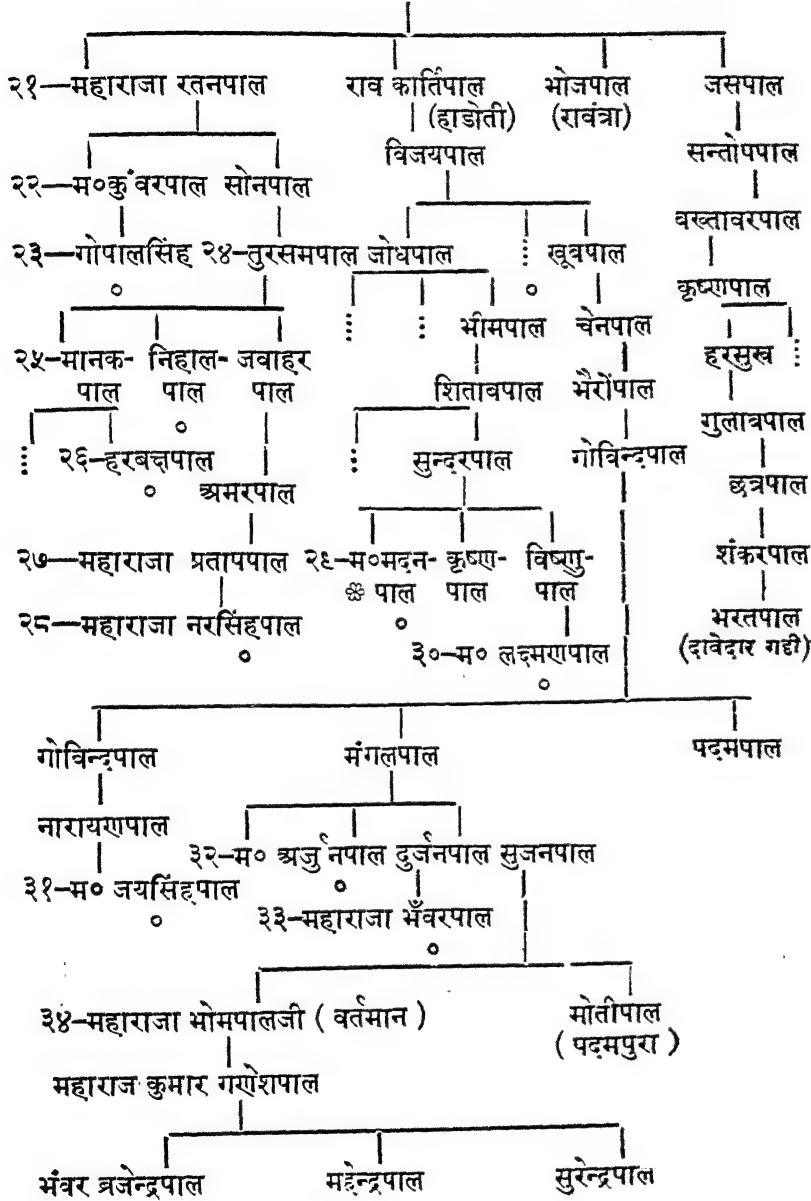 २१—महाराजा रतनपाल राव कार्तिपाल भोजपाल जसपाल
(हाडोती) (रावंत्रा)
विजयपाल सन्तोषपाल
२२—म०कुंवरपाल सोनपाल
वख्तावरपाल
२३—गोपालसिंह २४-तुरसमपाल जोधपाल खूवपाल
कृष्णपाल
भीमपाल चेनपाल
२५-मानक- निहाल- जवाहर हरसुख
पाल पाल पाल शितावपाल भैरोंपाल
गुलावपाल
२६-हरबक्षपाल सुन्दरपाल गोविन्दपाल
अमरपाल छत्रपाल
२७—महाराजा प्रतापपाल २९-म०मदन- कृष्ण- विष्णु- शंकरपाल
पाल पाल पाल
२८—महाराजा नरसिंहपाल भरतपाल
३०-म० लक्ष्मणपाल (दावेदार गद्दी)
गोविन्दपाल मंगलपाल पदमपाल
नारायणपाल
३२-म० अर्जुनपाल दुर्जनपाल सुजनपाल
३१-म० जयसिंहपाल
३३-महाराजा भँवरपाल
३४-महाराजा भोमपालजी ( वर्तमान ) मोतीपाल
( पदमपुरा )
महाराज कुमार गणेशपाल
भंवर ब्रजेन्द्रपाल महेन्द्रपाल सुरेन्द्रपाल